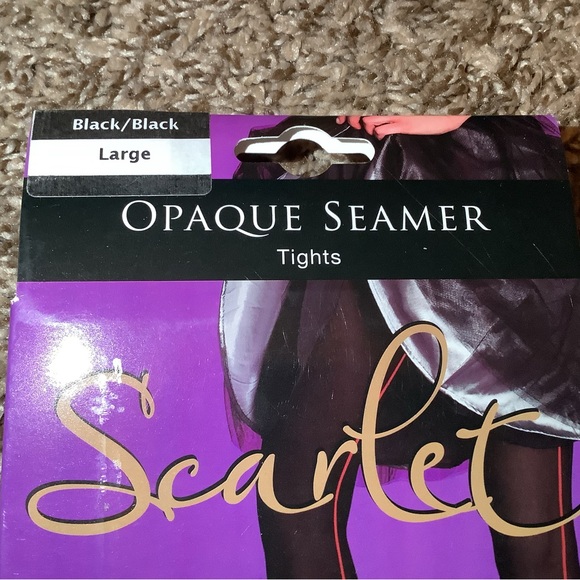 Black/Black
Large
OPAQUE SEAMER
Tights
Scarlet